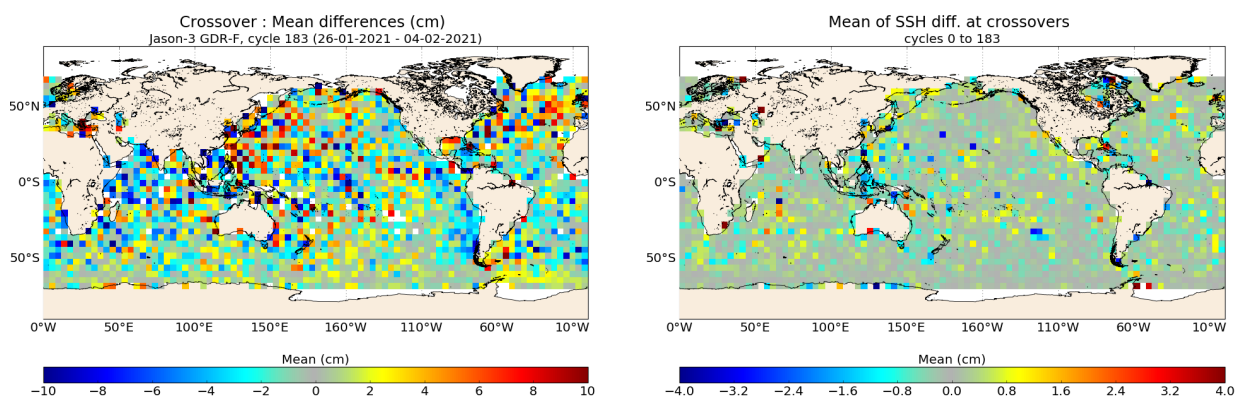 Crossover : Mean differences (cm)
Jason-3 GDR-F, cycle 183 (26-01-2021 - 04-02-2021)
50°N
0°S
50°S
0°W 50°E 100°E 150°E 160°W 110°W 60°W 10°W
Mean (cm)
−10 −8 −6 −4 −2 0 2 4 6 8 10
Mean of SSH diff. at crossovers
cycles 0 to 183
50°N
0°S
50°S
0°W 50°E 100°E 150°E 160°W 110°W 60°W 10°W
Mean (cm)
−4.0 −3.2 −2.4 −1.6 −0.8 0.0 0.8 1.6 2.4 3.2 4.0